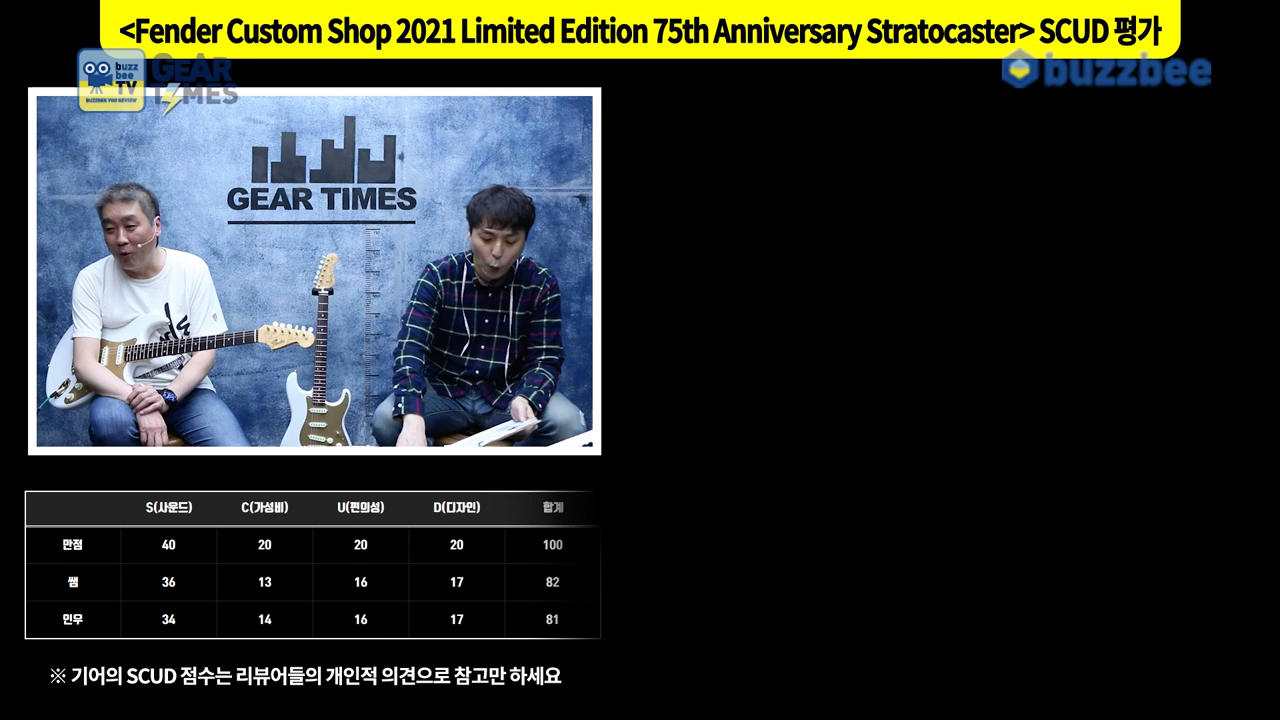 <Fender Custom Shop 2021 Limited Edition 75th Anniversary Stratocaster> SCUD 평가
buzz bee TV
BUZZBEE YOU REVIEW
GEAR TIMES
buzzbee
GEAR TIMES
S(사운드) C(가성비) U(편의성) D(디자인) 합계
만점 40 20 20 20 100
쌤 36 13 16 17 82
인우 34 14 16 17 81
※ 기어의 SCUD 점수는 리뷰어들의 개인적 의견으로 참고만 하세요